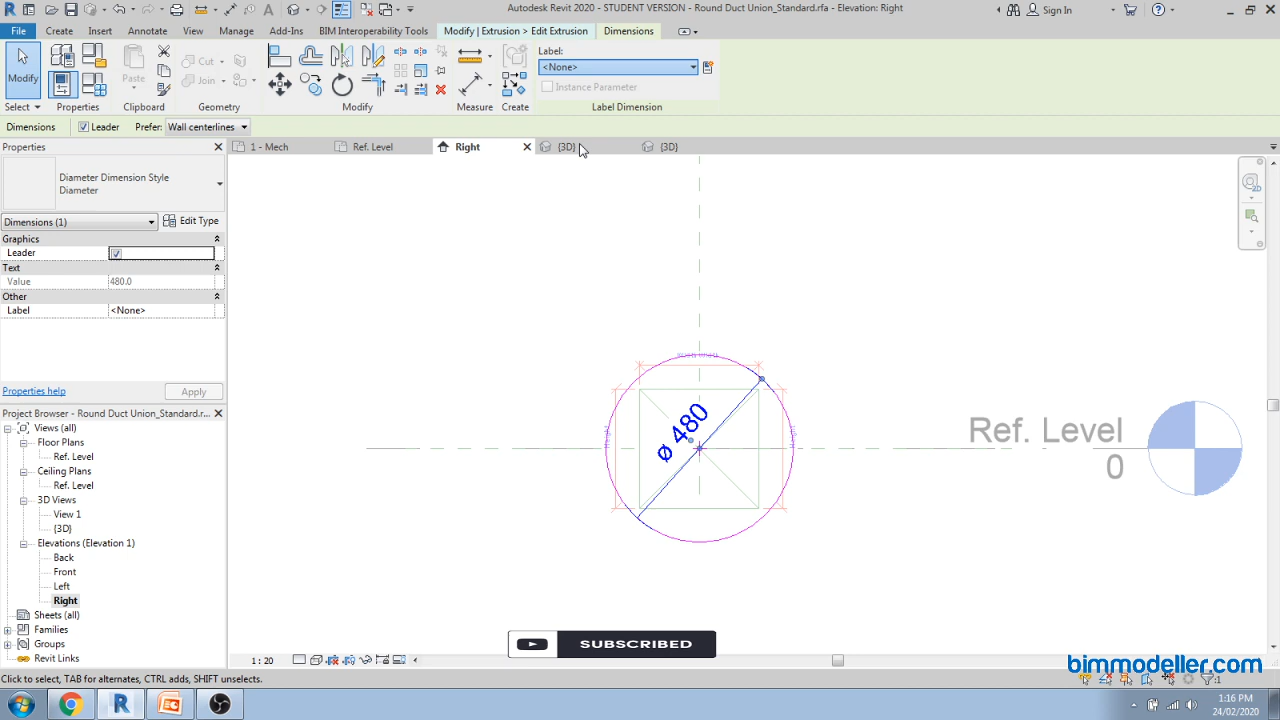 Autodesk Revit 2020 - STUDENT VERSION - Round Duct Union_Standard.rfa - Elevation: Right
Sign In
File Create Insert Annotate View Manage Add-Ins BIM Interoperability Tools Modify | Extrusion > Edit Extrusion Dimensions
Modify
Paste
Cut
Join
Label:
<None>
Instance Parameter
Select Properties Clipboard Geometry Modify Measure Create Label Dimension
Dimensions Leader Prefer: Wall centerlines
Properties
1 - Mech Ref. Level Right {3D} {3D}
Diameter Dimension Style
Diameter
Dimensions (1) Edit Type
Graphics
Leader
Text
Value 480.0
Other
Label <None>
Properties help Apply
Project Browser - Round Duct Union_Standard.r...
Views (all)
Floor Plans
Ref. Level
Ceiling Plans
Ref. Level
3D Views
View 1
{3D}
Elevations (Elevation 1)
Back
Front
Left
Right
Sheets (all)
Families
Groups
Revit Links
ø 480
Ref. Level
0
2D
SUBSCRIBED
1 : 20
bimmodeller.com
Click to select, TAB for alternates, CTRL adds, SHIFT unselects.
:1
1:16 PM
24/02/2020